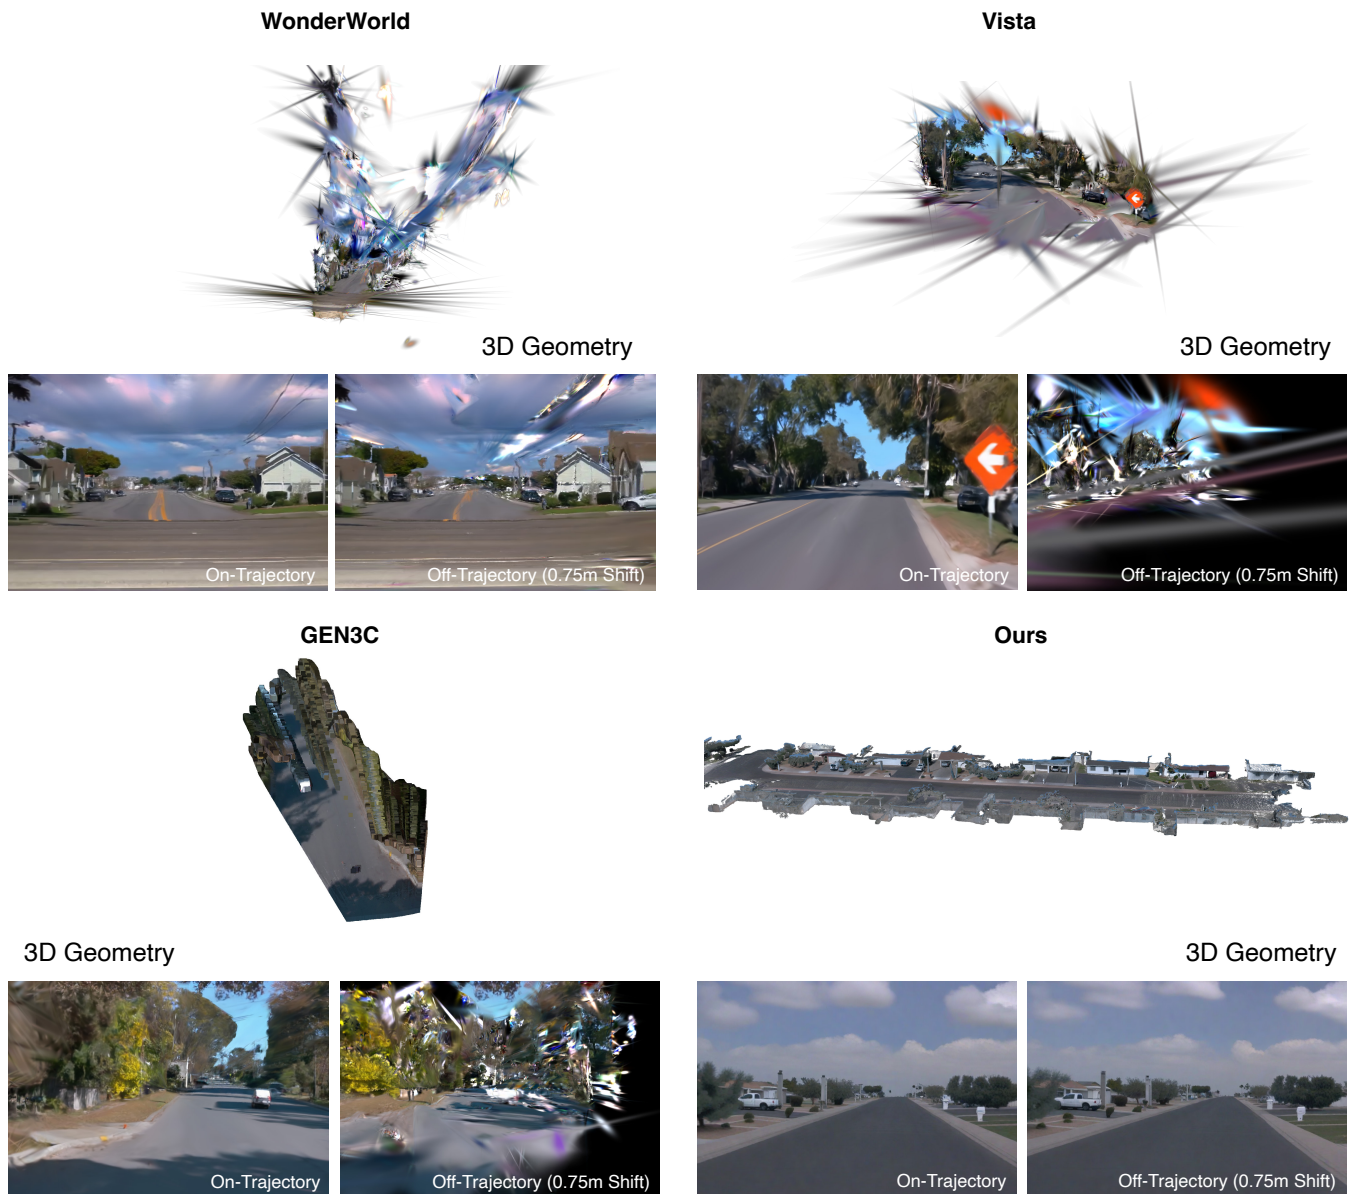 WonderWorld
Vista
3D Geometry
3D Geometry
On-Trajectory
Off-Trajectory (0.75m Shift)
On-Trajectory
Off-Trajectory (0.75m Shift)
GEN3C
Ours
3D Geometry
3D Geometry
On-Trajectory
Off-Trajectory (0.75m Shift)
On-Trajectory
Off-Trajectory (0.75m Shift)